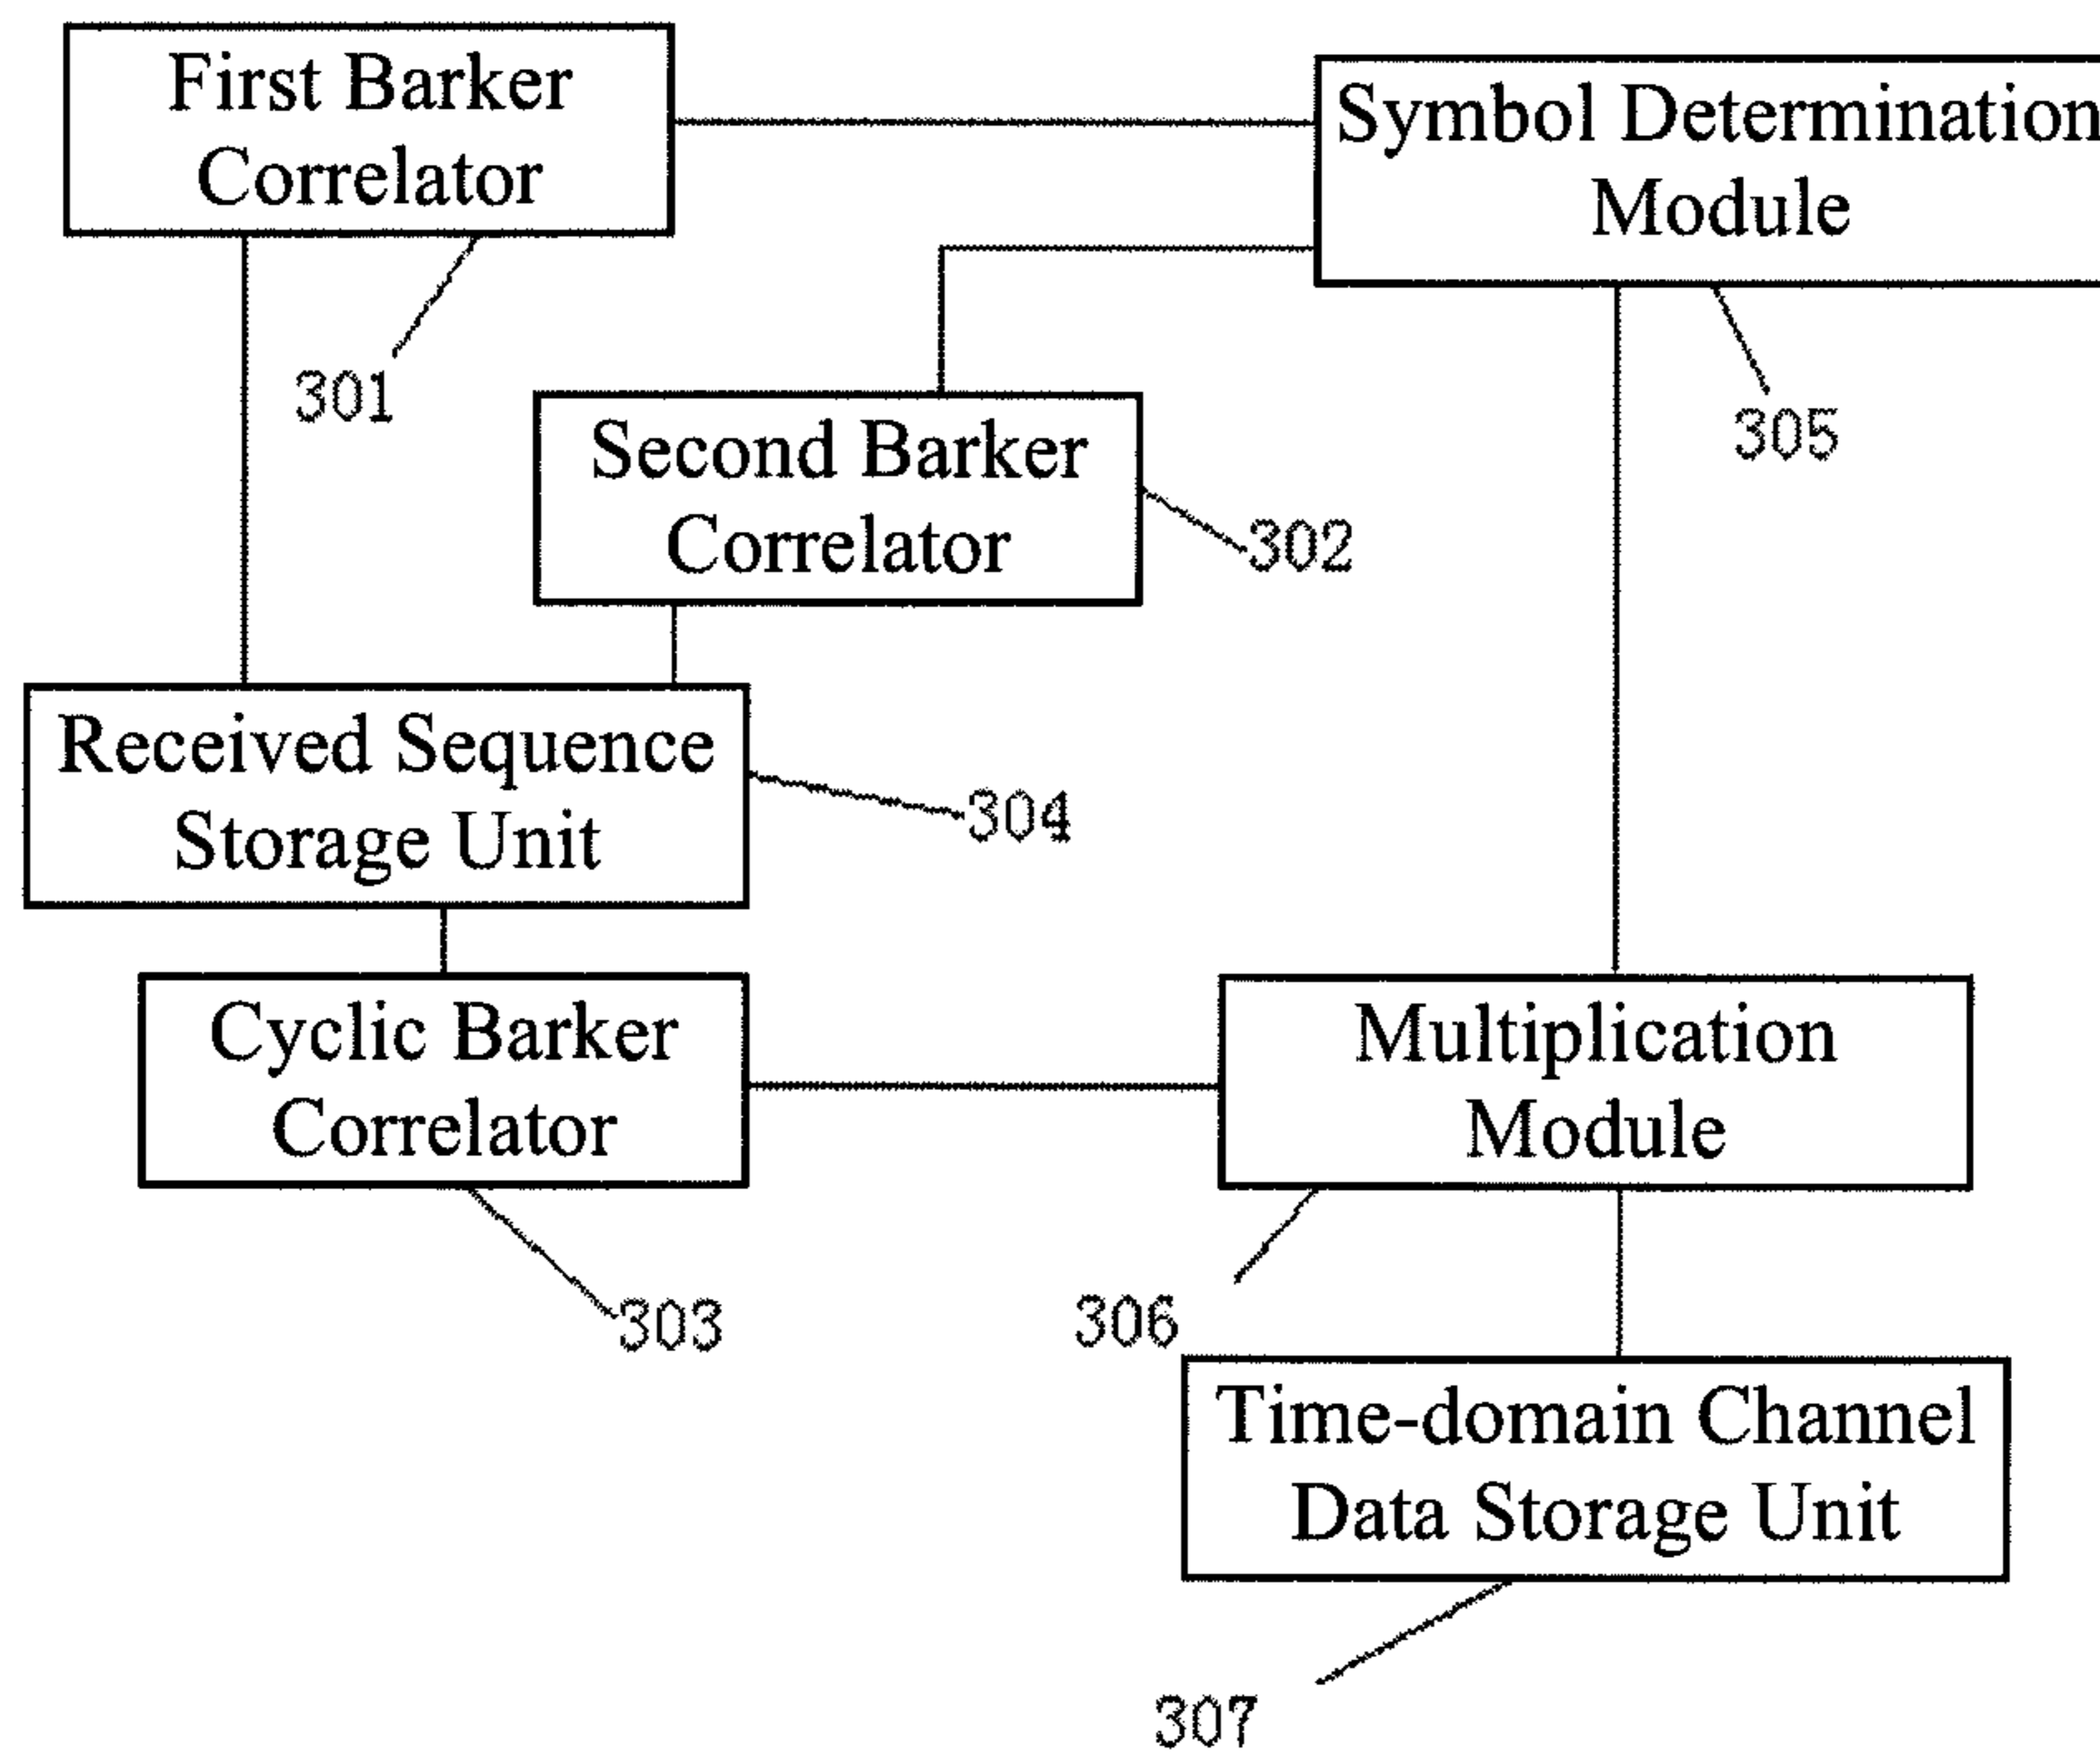 First Barker
Correlator
Symbol Determination
Module
301
305
Second Barker
Correlator
302
Received Sequence
Storage Unit
304
Cyclic Barker
Correlator
Multiplication
Module
303
306
Time-domain Channel
Data Storage Unit
307